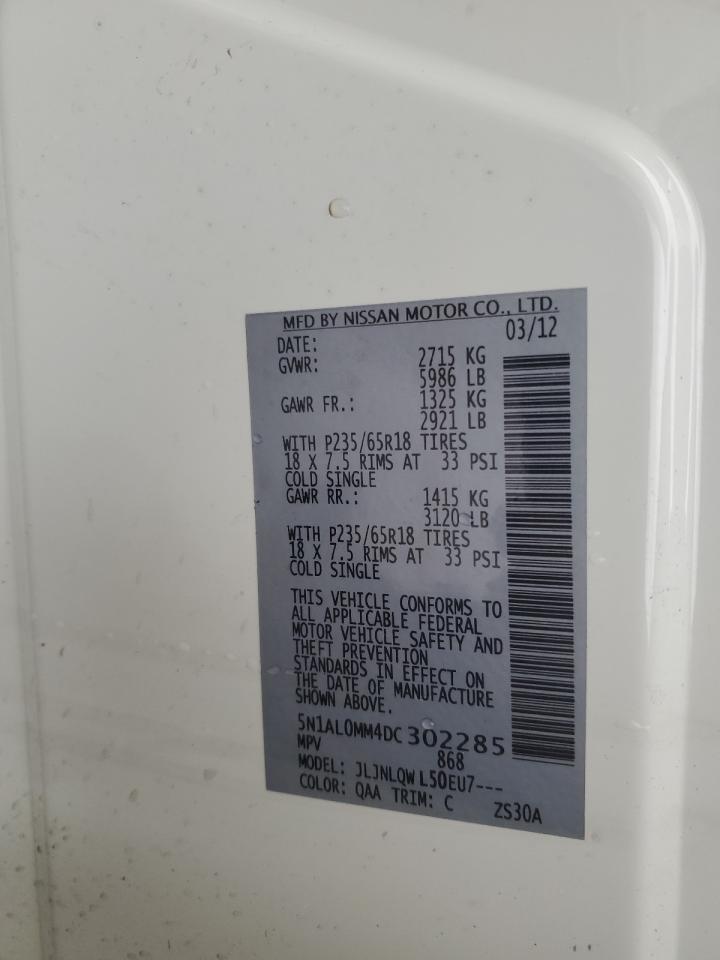 MFD BY NISSAN MOTOR CO., LTD.
DATE: 03/12
GVWR: 2715 KG
5986 LB
GAWR FR.: 1325 KG
2921 LB
WITH P235/65R18 TIRES
18 X 7.5 RIMS AT 33 PSI
COLD SINGLE
GAWR RR.: 1415 KG
3120 LB
WITH P235/65R18 TIRES
18 X 7.5 RIMS AT 33 PSI
COLD SINGLE
THIS VEHICLE CONFORMS TO
ALL APPLICABLE FEDERAL
MOTOR VEHICLE SAFETY AND
THEFT PREVENTION
STANDARDS IN EFFECT ON
THE DATE OF MANUFACTURE
SHOWN ABOVE.
5N1AL0MM4DC302285
MPV 868
MODEL: JLJNLQW L50EU7---
COLOR: QAA TRIM: C ZS30A